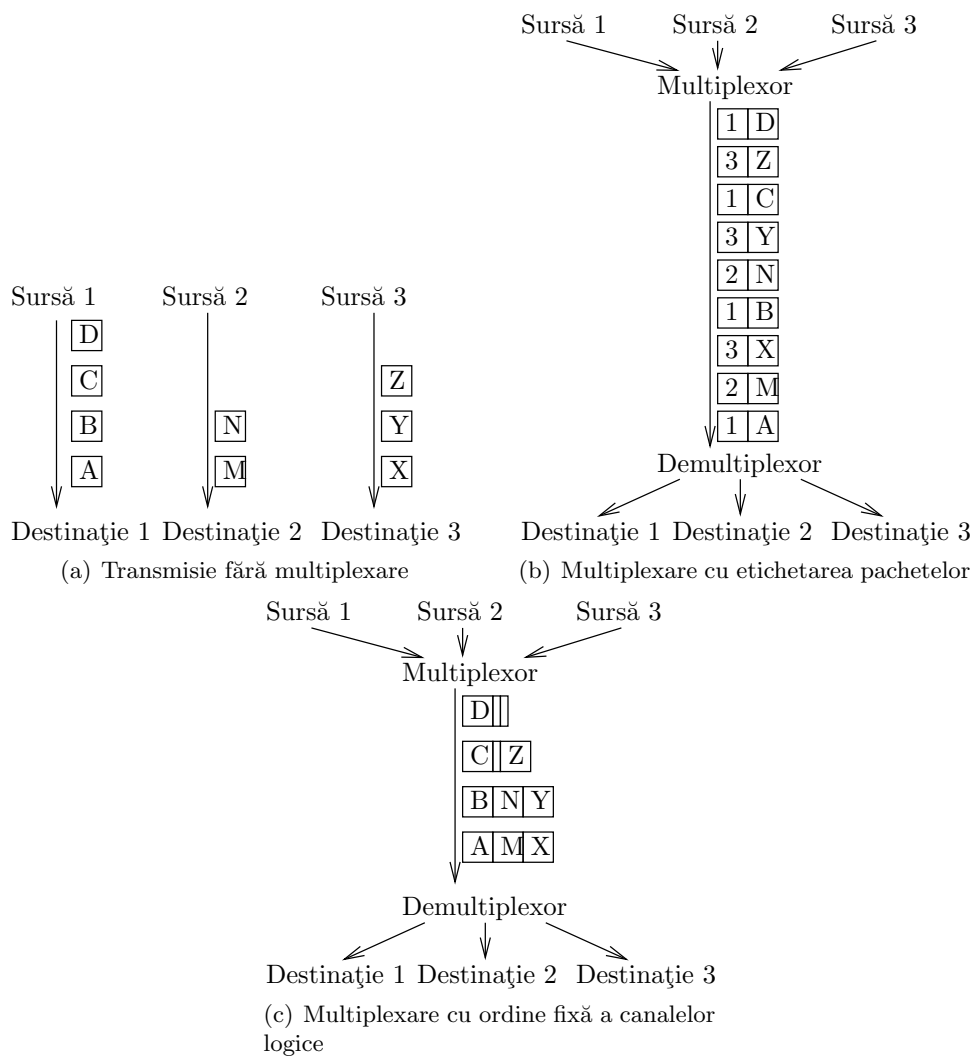 Sursă 1 Sursă 2 Sursă 3
D
C
B N
A M
Z
Y
X
Destinaţie 1 Destinaţie 2 Destinaţie 3
(a) Transmisie fără multiplexare
Sursă 1 Sursă 2 Sursă 3
Multiplexor
1 D
3 Z
1 C
3 Y
2 N
1 B
3 X
2 M
1 A
Demultiplexor
Destinaţie 1 Destinaţie 2 Destinaţie 3
(b) Multiplexare cu etichetarea pachetelor
Sursă 1 Sursă 2 Sursă 3
Multiplexor
D
C Z
B N Y
A M X
Demultiplexor
Destinaţie 1 Destinaţie 2 Destinaţie 3
(c) Multiplexare cu ordine fixă a canalelor
logice